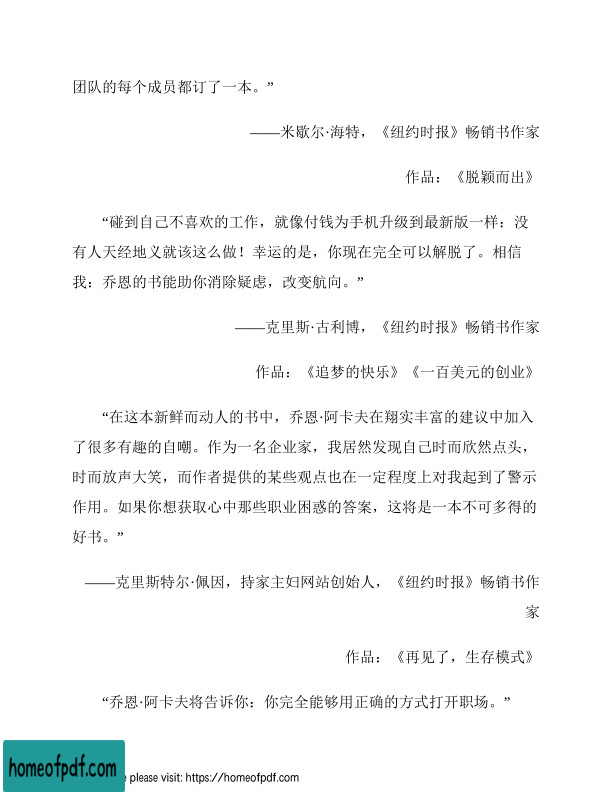 团队的每个成员都订了一本。”
——米歇尔·海特，《纽约时报》畅销书作家
作品：《脱颖而出》
“碰到自己不喜欢的工作，就像付钱为手机升级到最新版一样：没
有人天经地义就该这么做！幸运的是，你现在完全可以解脱了。相信
我：乔恩的书能助你消除疑虑，改变航向。”
——克里斯·古利博，《纽约时报》畅销书作家
作品：《追梦的快乐》《一百美元的创业》
“在这本新鲜而动人的书中，乔恩·阿卡夫在翔实丰富的建议中加入
了很多有趣的自嘲。作为一名企业家，我居然发现自己时而欣然点头，
时而放声大笑，而作者提供的某些观点也在一定程度上对我起到了警示
作用。如果你想获取心中那些职业困惑的答案，这将是一本不可多得的
好书。”
——克里斯特尔·佩因，持家主妇网站创始人，《纽约时报》畅销书作
家
作品：《再见了，生存模式》
“乔恩·阿卡夫将告诉你：你完全能够用正确的方式打开职场。”
homeofpdf.com
e please visit: https://homeofpdf.com